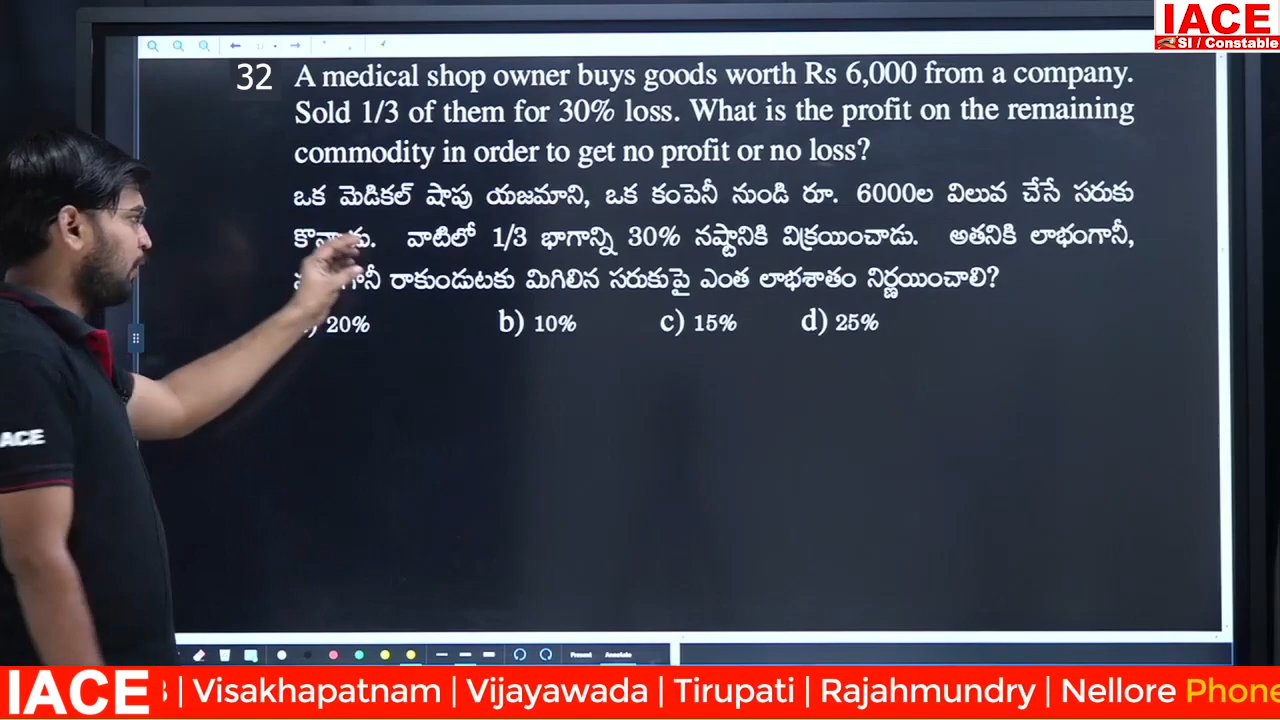 IACE
SI / Constable
32 A medical shop owner buys goods worth Rs 6,000 from a company.
Sold 1/3 of them for 30% loss. What is the profit on the remaining
commodity in order to get no profit or no loss?
ఒక మెడికల్ షాపు యజమాని, ఒక కంపెనీ నుండి రూ. 6000ల విలువ చేసే సరుకు
వాటిలో 1/3 భాగాన్ని 30% నష్టానికి విక్రయించాడు. అతనికి లాభంగానీ,
రాకుండుటకు మిగిలిన సరుకుపై ఎంత లాభశాతం నిర్ణయించాలి?
20% b) 10% c) 15% d) 25%
ACE
Present Annotate
IACE | Visakhapatnam | Vijayawada | Tirupati | Rajahmundry | Nellore Phone